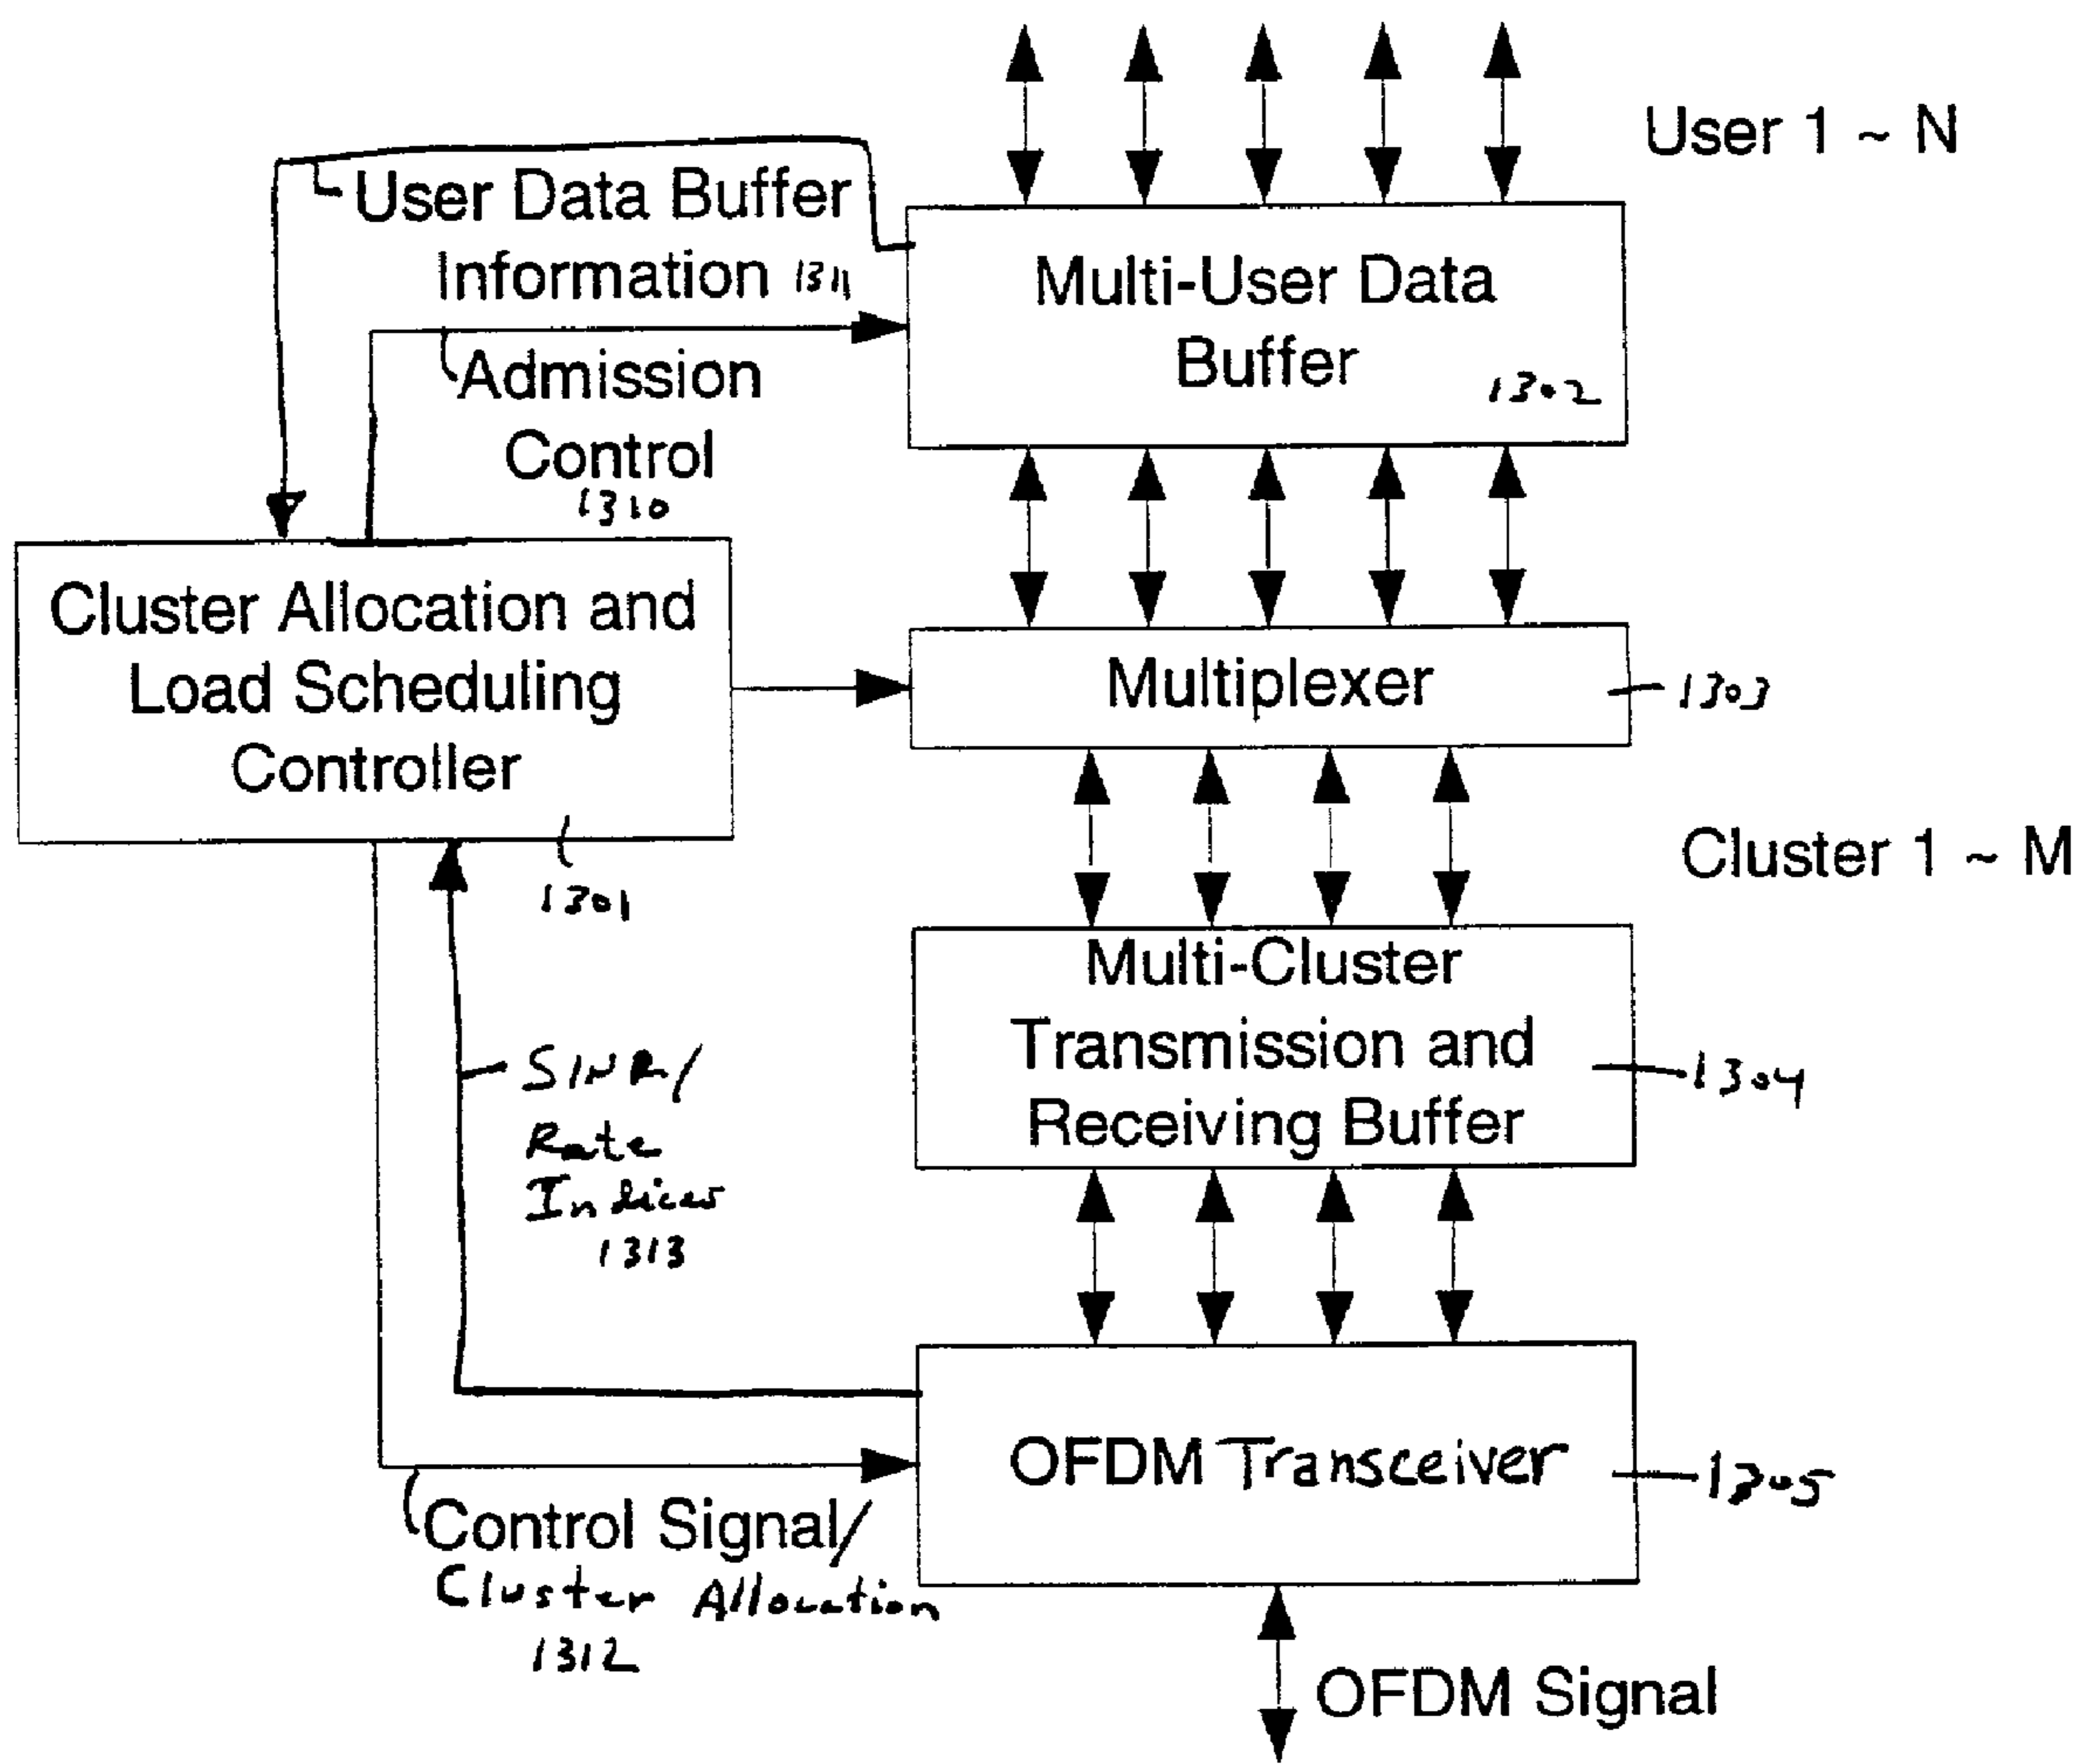 User 1 ~ N
User Data Buffer
Information 1311
Multi-User Data
Buffer
1302
Admission
Control
1310
Cluster Allocation and
Load Scheduling
Controller
1301
Multiplexer
1303
Cluster 1 ~ M
Multi-Cluster
Transmission and
Receiving Buffer
1304
SINR/
Rate
Indices
1313
OFDM Transceiver
1305
Control Signal/
Cluster Allocation
1312
OFDM Signal